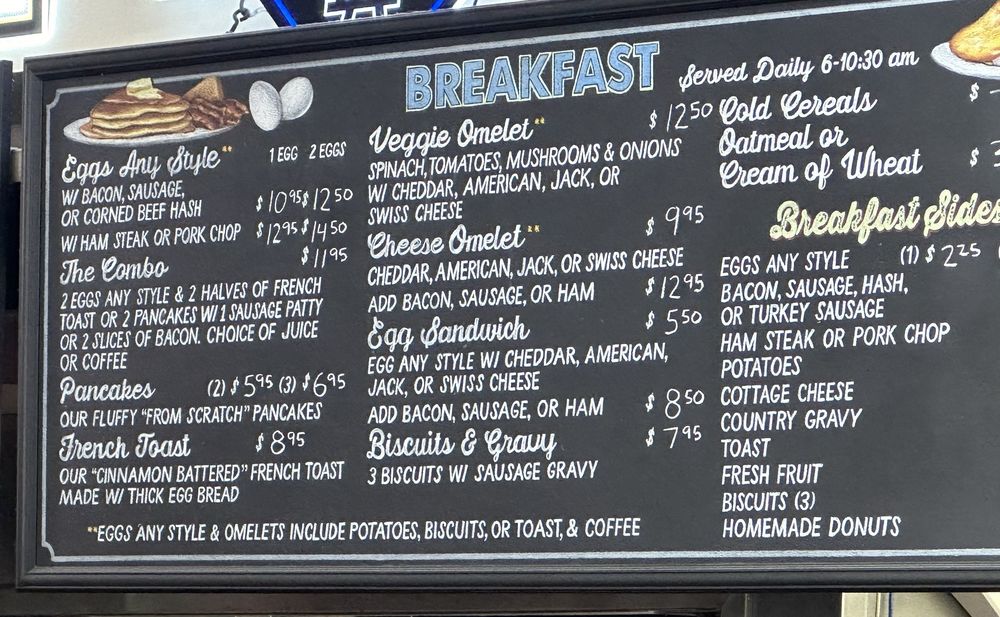 BREAKFAST
Served Daily 6-10:30 am
Eggs Any Style** 1 EGG 2 EGGS
W/ BACON, SAUSAGE,
OR CORNED BEEF HASH $10 95 $12 50
W/ HAM STEAK OR PORK CHOP $12 95 $14 50
The Combo $11 95
2 EGGS ANY STYLE & 2 HALVES OF FRENCH
TOAST OR 2 PANCAKES W/ 1 SAUSAGE PATTY
OR 2 SLICES OF BACON. CHOICE OF JUICE
OR COFFEE
Pancakes (2) $5 95 (3) $6 95
OUR FLUFFY "FROM SCRATCH" PANCAKES
French Toast $8 95
OUR "CINNAMON BATTERED" FRENCH TOAST
MADE W/ THICK EGG BREAD
Veggie Omelet** $12 50
SPINACH, TOMATOES, MUSHROOMS & ONIONS
W/ CHEDDAR, AMERICAN, JACK, OR
SWISS CHEESE
Cheese Omelet** $9 95
CHEDDAR, AMERICAN, JACK, OR SWISS CHEESE
ADD BACON, SAUSAGE, OR HAM $12 95
Egg Sandwich $5 50
EGG ANY STYLE W/ CHEDDAR, AMERICAN,
JACK, OR SWISS CHEESE
ADD BACON, SAUSAGE, OR HAM $8 50
Biscuits & Gravy $7 95
3 BISCUITS W/ SAUSAGE GRAVY
Cold Cereals $
Oatmeal or
Cream of Wheat $
Breakfast Sides
EGGS ANY STYLE (1) $2 25
BACON, SAUSAGE, HASH,
OR TURKEY SAUSAGE
HAM STEAK OR PORK CHOP
POTATOES
COTTAGE CHEESE
COUNTRY GRAVY
TOAST
FRESH FRUIT
BISCUITS (3)
HOMEMADE DONUTS
**EGGS ANY STYLE & OMELETS INCLUDE POTATOES, BISCUITS, OR TOAST, & COFFEE